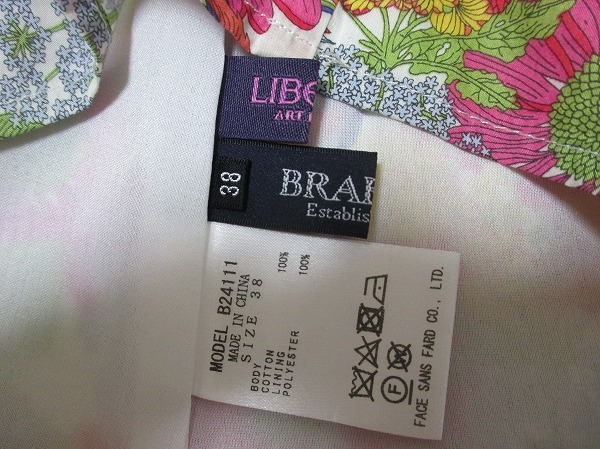 LIB
ART
38
BRA
Establis
MODEL B24111
MADE IN CHINA
SIZE 38
BODY
COTTON 100%
LINING
POLYESTER 100%
F
FACE SANS FARD CO., LTD.